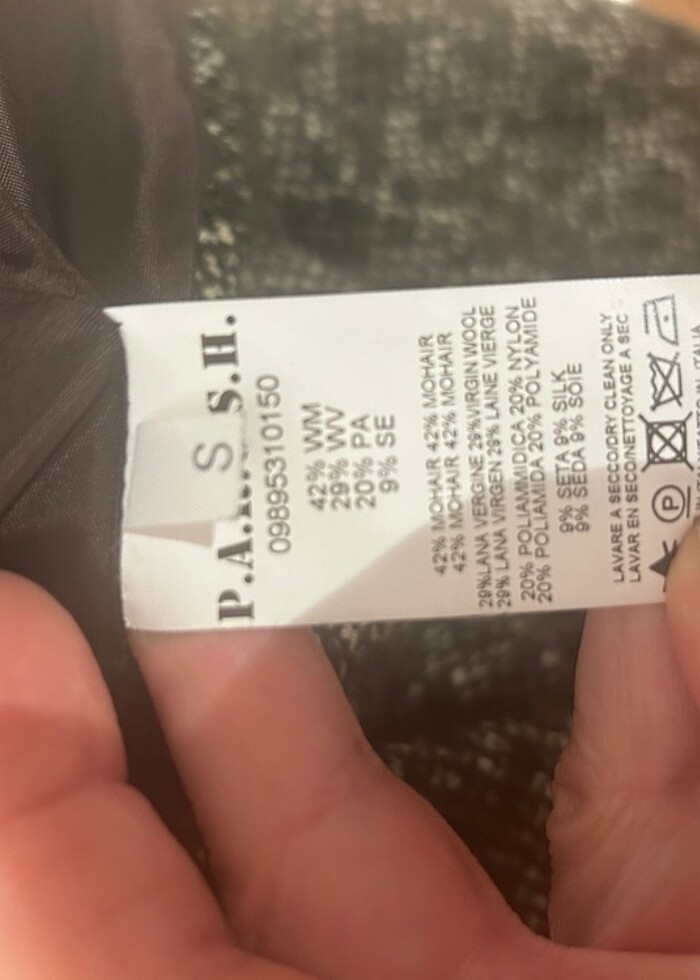 S
P.A.R.O.S.H.
09895310150
42% WM
29% WV
20% PA
9% SE
42% MOHAIR 42% MOHAIR
42% MOHAIR 42% MOHAIR
29%LANA VERGINE 29%VIRGIN WOOL
29% LANA VIRGEN 29% LAINE VIERGE
20% POLIAMMIDICA 20% NYLON
20% POLIAMIDA 20% POLYAMIDE
9% SETA 9% SILK
9% SEDA 9% SOIE
LAVARE A SECCO/DRY CLEAN ONLY
LAVAR EN SECO/NETTOYAGE A SEC
P